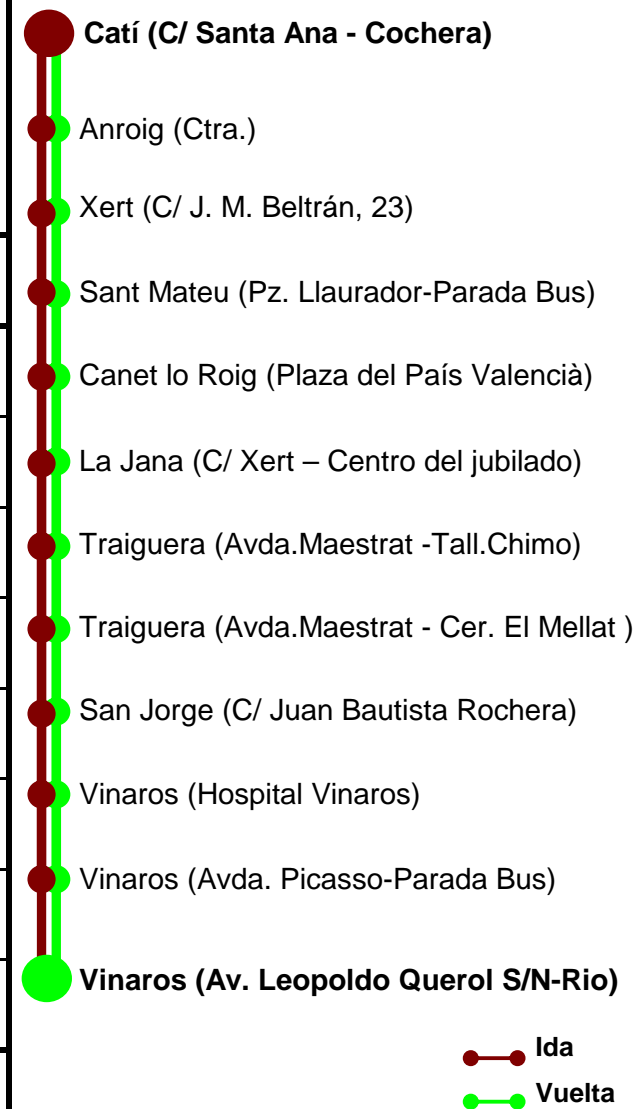 Catí (C/ Santa Ana - Cochera)
Anroig (Ctra.)
Xert (C/ J. M. Beltrán, 23)
Sant Mateu (Pz. Llaurador-Parada Bus)
Canet lo Roig (Plaza del País Valencià)
La Jana (C/ Xert – Centro del jubilado)
Traiguera (Avda.Maestrat -Tall.Chimo)
Traiguera (Avda.Maestrat - Cer. El Mellat )
San Jorge (C/ Juan Bautista Rochera)
Vinaros (Hospital Vinaros)
Vinaros (Avda. Picasso-Parada Bus)
Vinaros (Av. Leopoldo Querol S/N-Rio)
Ida
Vuelta